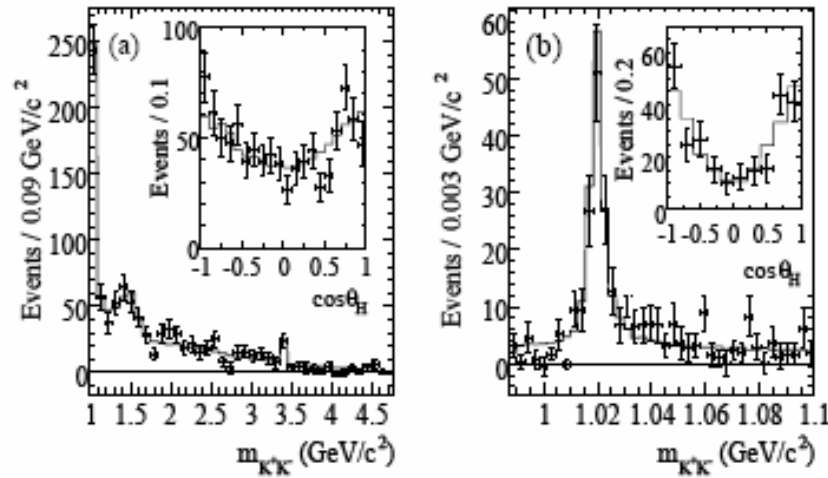 (a)
Events / 0.09 GeV/c²
250
200
150
100
50
0
1 1.5 2 2.5 3 3.5 4 4.5
m_K⁺K⁻ (GeV/c²)
Events / 0.1
100
50
0
-1 -0.5 0 0.5 1
cosθ_H
(b)
Events / 0.003 GeV/c²
60
50
40
30
20
10
0
1 1.02 1.04 1.06 1.08 1.1
m_K⁺K⁻ (GeV/c²)
Events / 0.2
60
40
20
0
-1 -0.5 0 0.5 1
cosθ_H